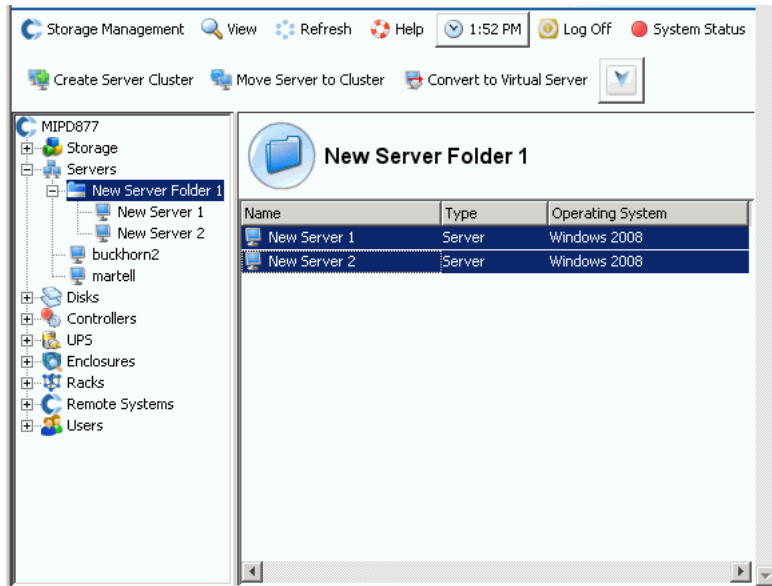 Storage Management View Refresh Help 1:52 PM Log Off System Status
Create Server Cluster Move Server to Cluster Convert to Virtual Server
MIPD877
Storage
Servers
New Server Folder 1
New Server 1
New Server 2
buckhorn2
martell
Disks
Controllers
UPS
Enclosures
Racks
Remote Systems
Users
New Server Folder 1
Name Type Operating System
New Server 1 Server Windows 2008
New Server 2 Server Windows 2008